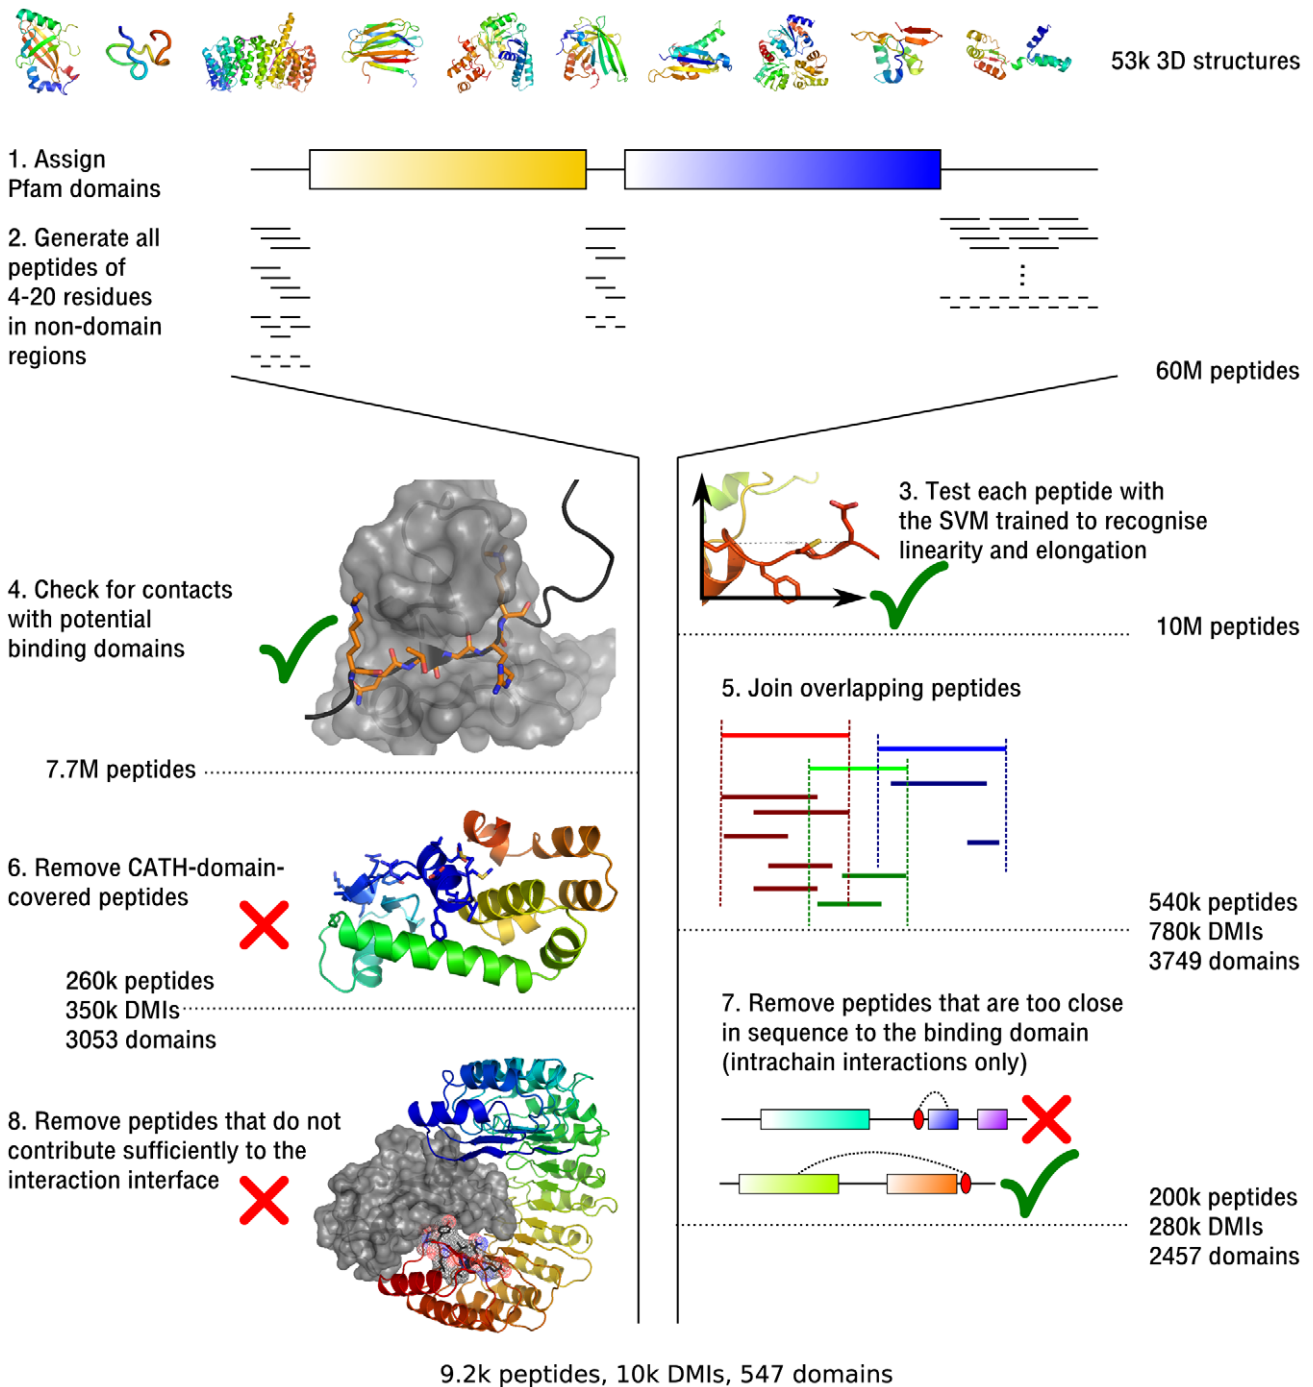 53k 3D structures
1. Assign
Pfam domains
2. Generate all
peptides of
4-20 residues
in non-domain
regions
60M peptides
3. Test each peptide with
the SVM trained to recognise
linearity and elongation
10M peptides
4. Check for contacts
with potential
binding domains
7.7M peptides
5. Join overlapping peptides
540k peptides
780k DMIs
3749 domains
6. Remove CATH-domain-
covered peptides
260k peptides
350k DMIs
3053 domains
7. Remove peptides that are too close
in sequence to the binding domain
(intrachain interactions only)
200k peptides
280k DMIs
2457 domains
8. Remove peptides that do not
contribute sufficiently to the
interaction interface
9.2k peptides, 10k DMIs, 547 domains